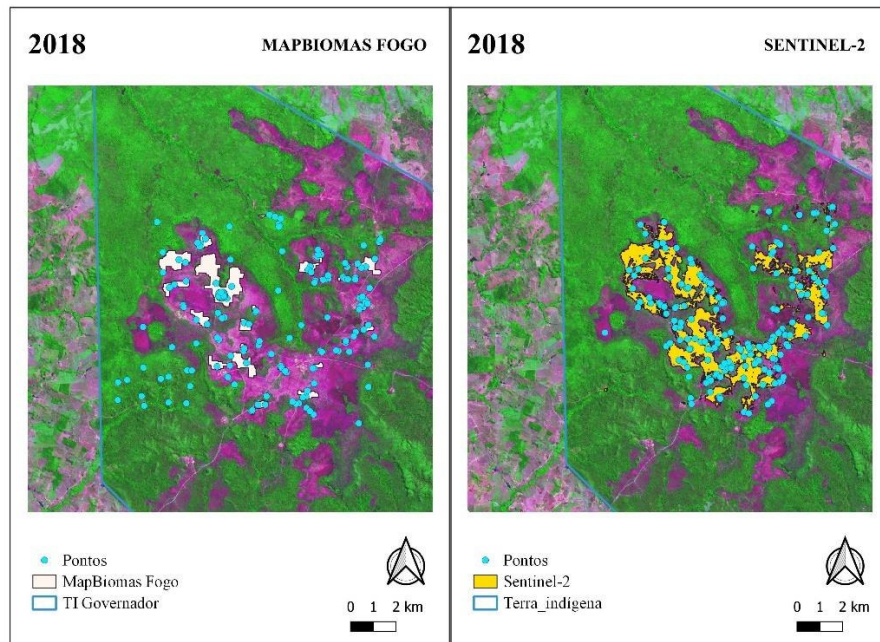 2018
MAPBIOMAS FOGO
Pontos
MapBiomas Fogo
TI Governador
0 1 2 km
2018
SENTINEL-2
Pontos
Sentinel-2
Terra_indígena
0 1 2 km